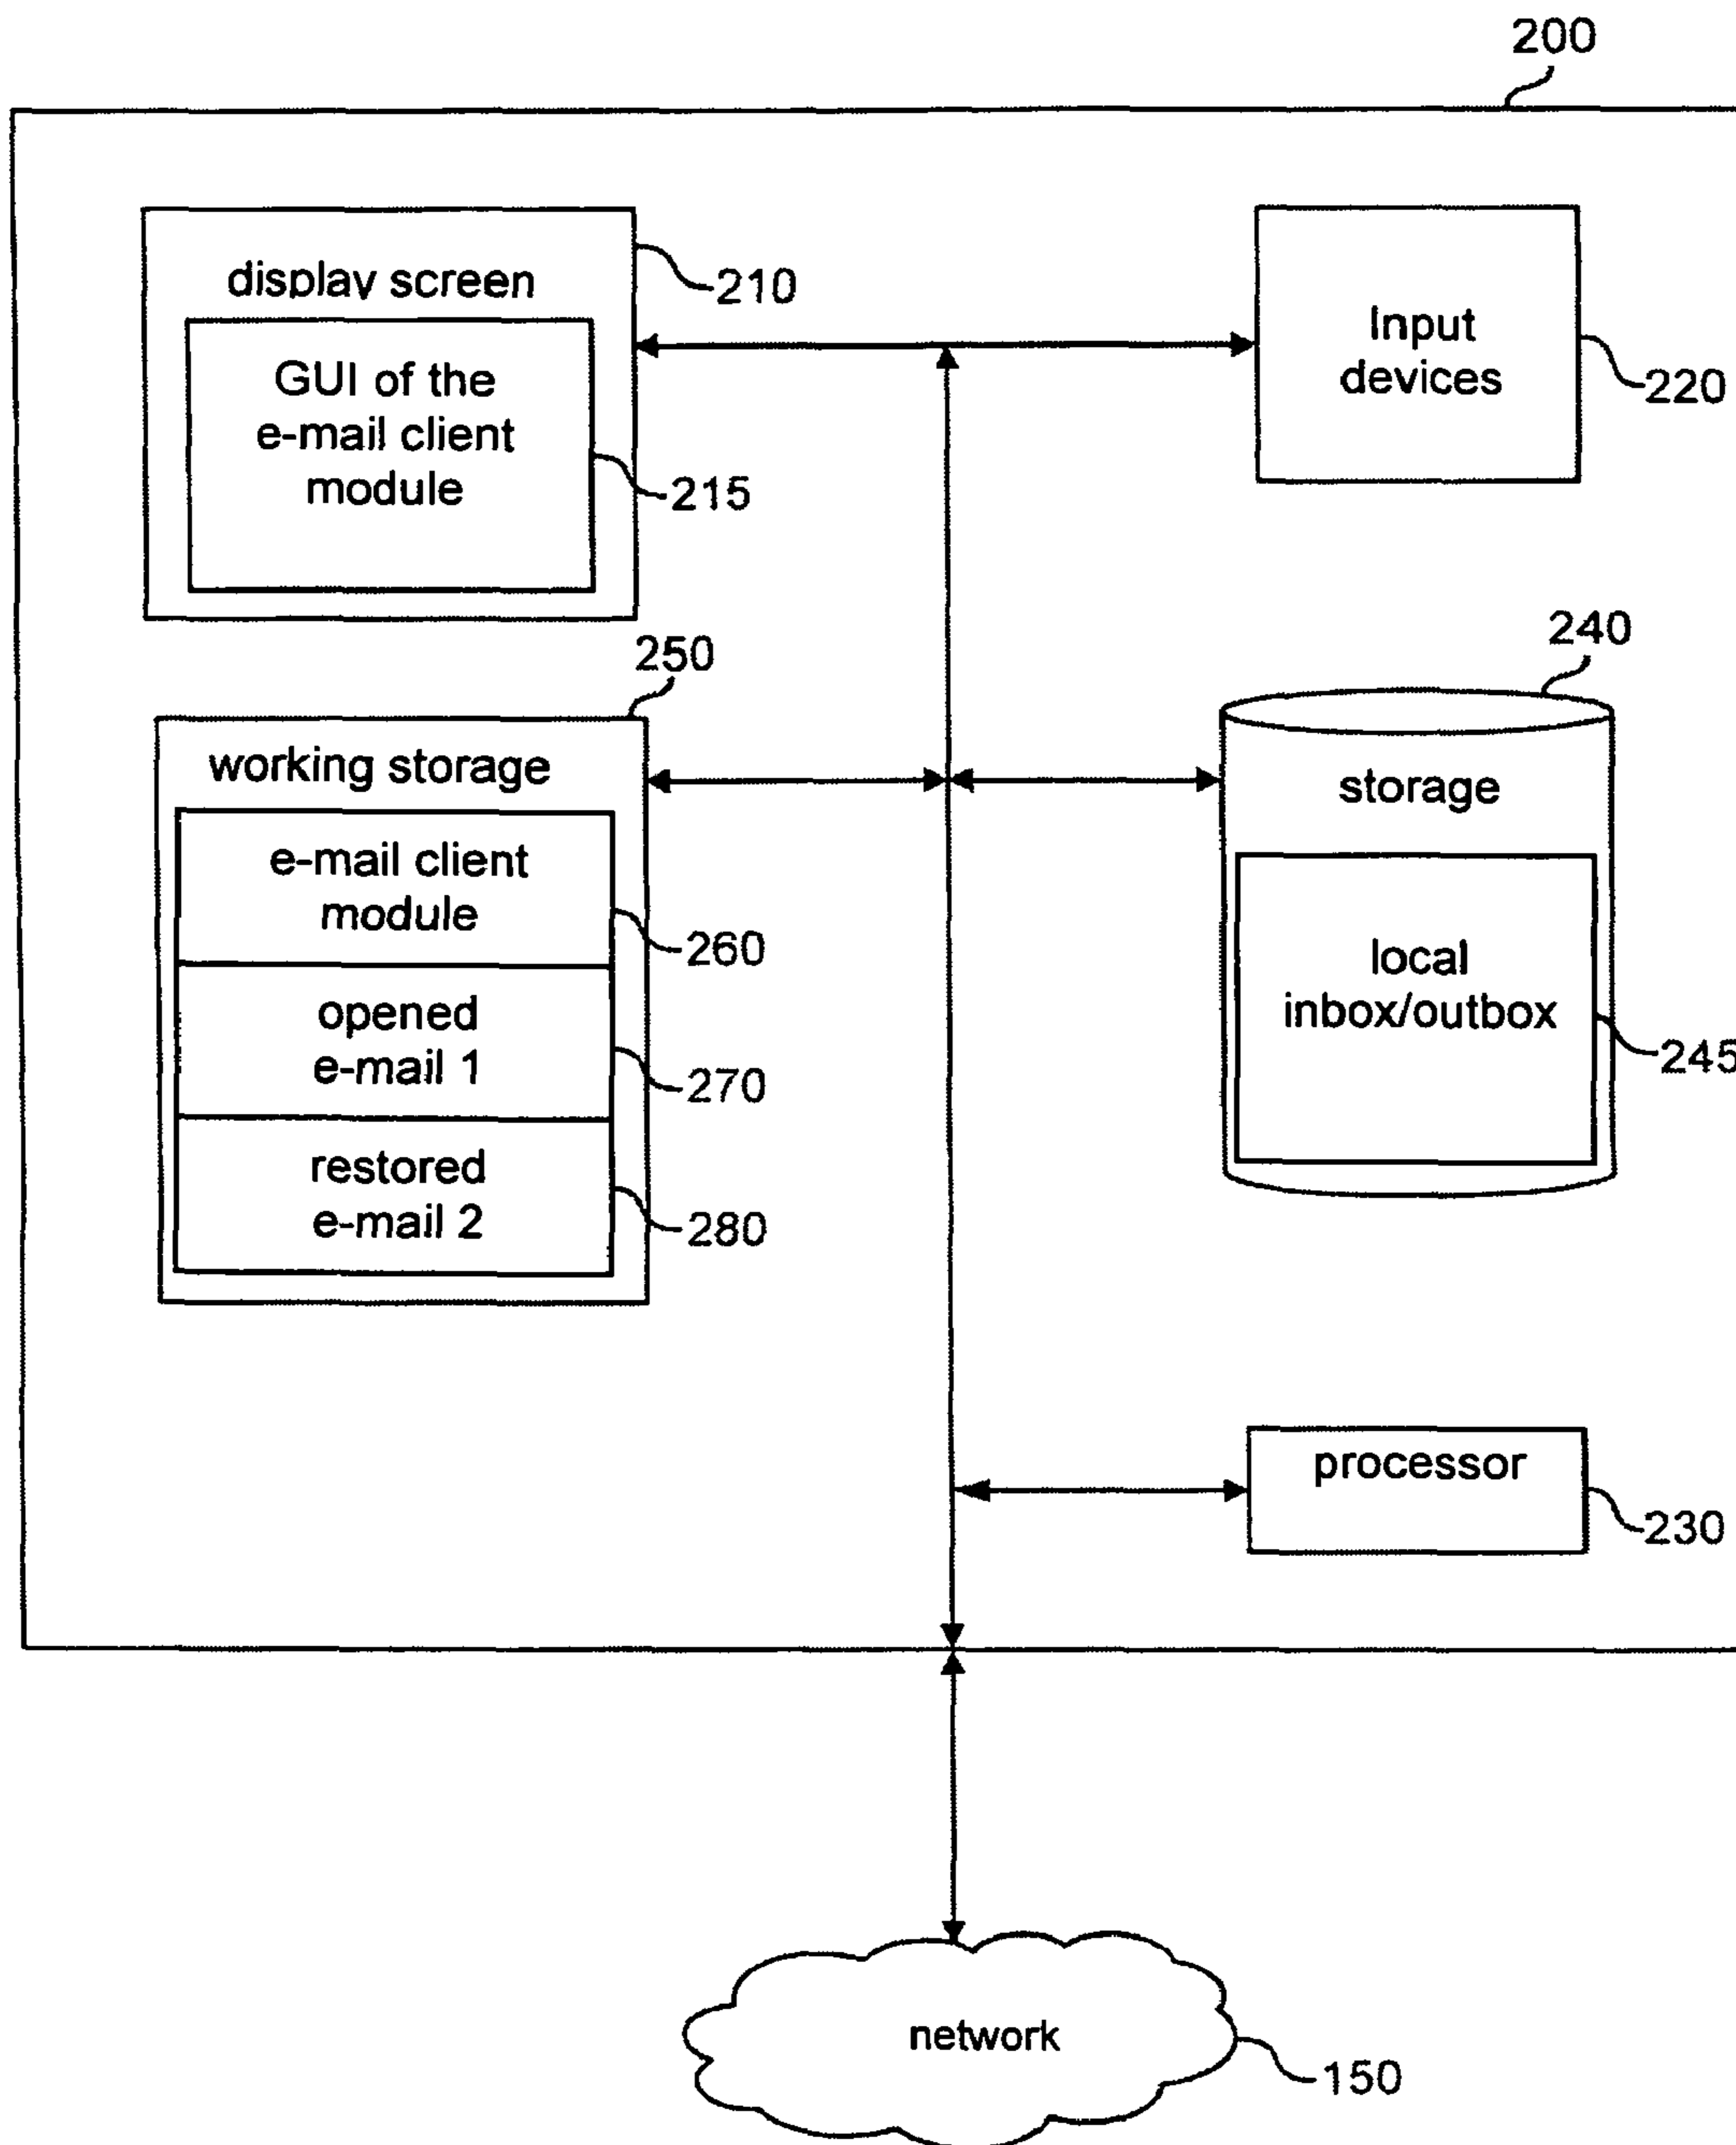 200
display screen
210
GUI of the
e-mail client
module
215
Input
devices
220
250
working storage
e-mail client
module
260
opened
e-mail 1
270
restored
e-mail 2
280
240
storage
local
inbox/outbox
245
processor
230
network
150